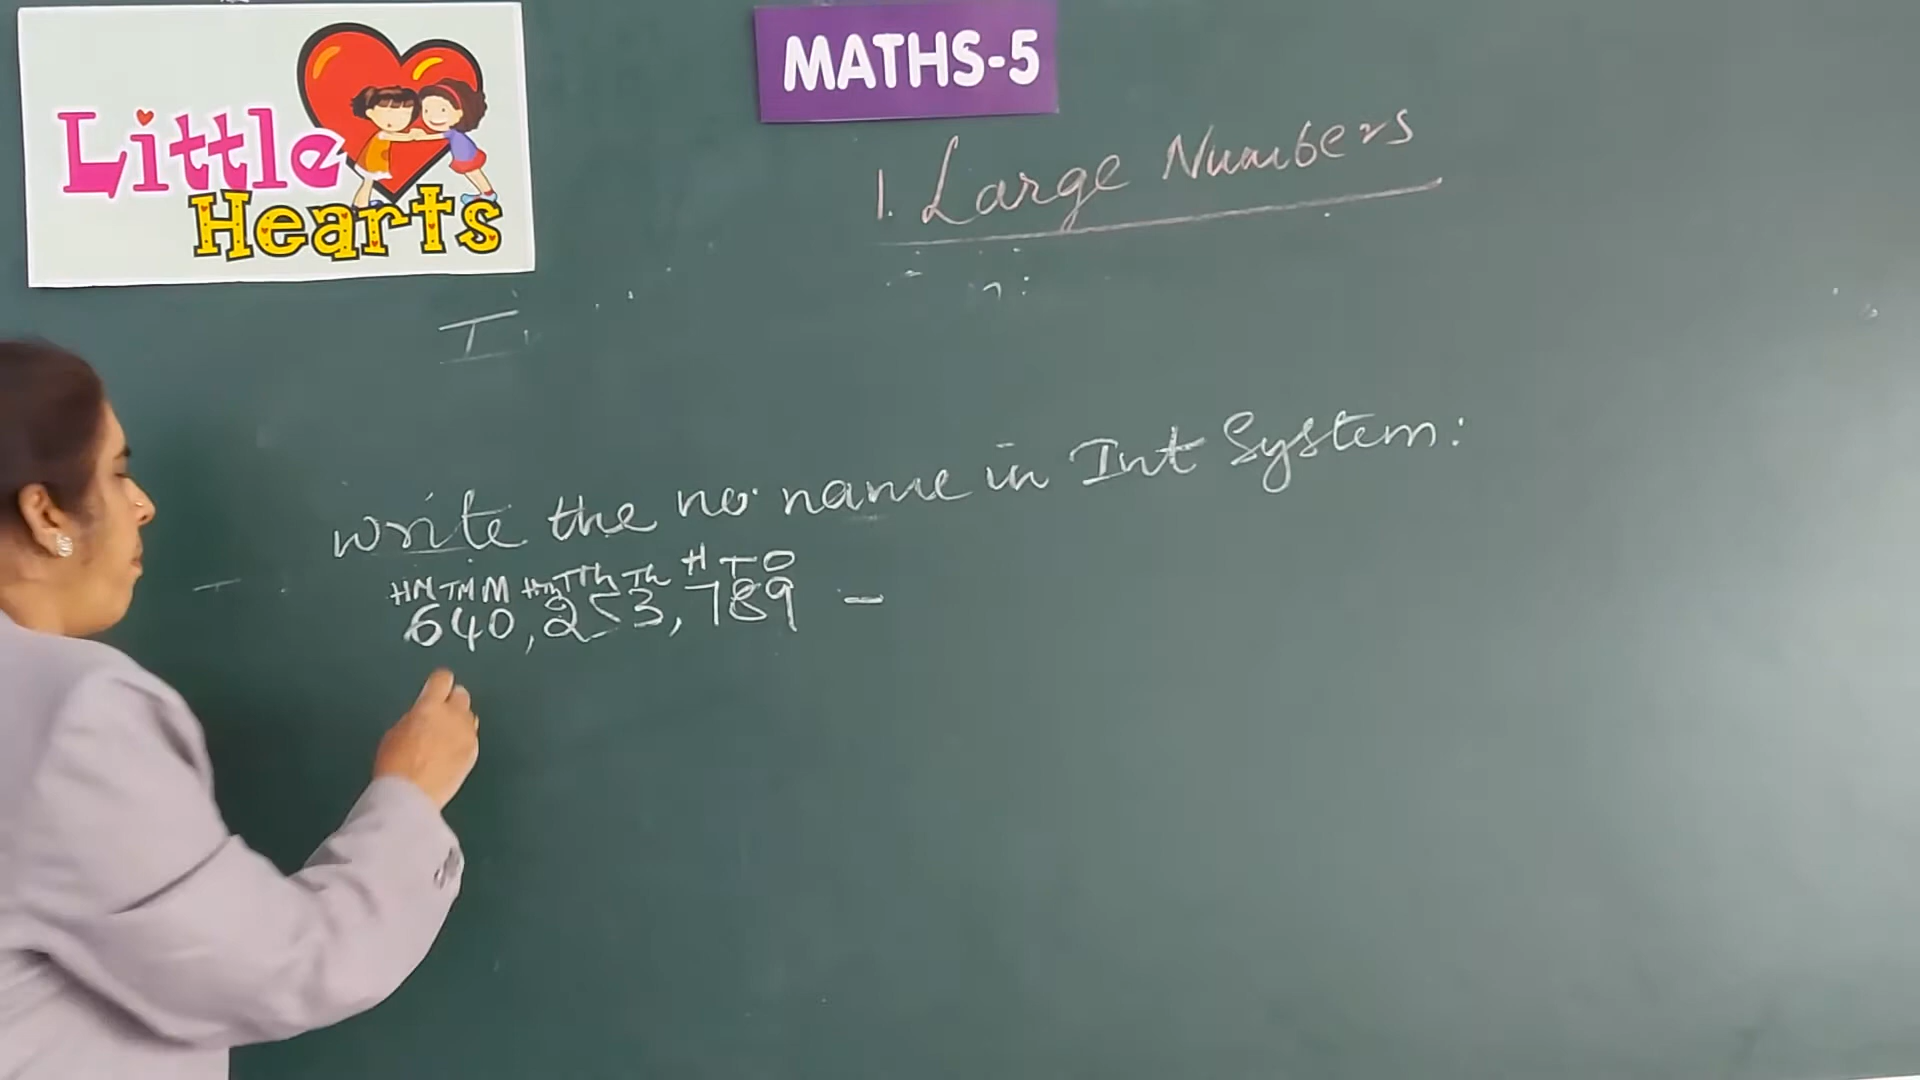 Little
Hearts
MATHS-5
1. Large Numbers
write the no. name in Int System:
HM TM M HTh TTh Th H T O
640,253,789 -